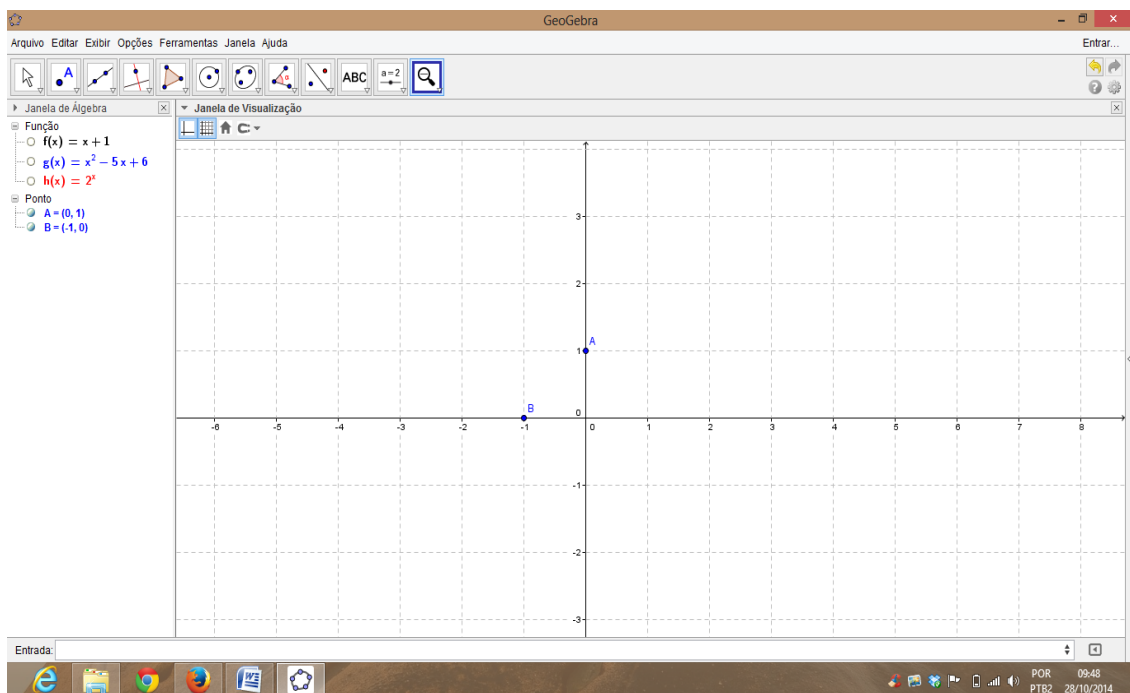 GeoGebra
Arquivo Editar Exibir Opções Ferramentas Janela Ajuda
Entrar...
A ABC a=2
Janela de Álgebra
Janela de Visualização
Função
f(x) = x + 1
g(x) = x² − 5 x + 6
h(x) = 2ˣ
Ponto
A = (0, 1)
B = (-1, 0)
3
2
A
1
B
0
-6 -5 -4 -3 -2 -1 0 1 2 3 4 5 6 7 8
-1
-2
-3
Entrada:
POR 09:48
PTB2 28/10/2014